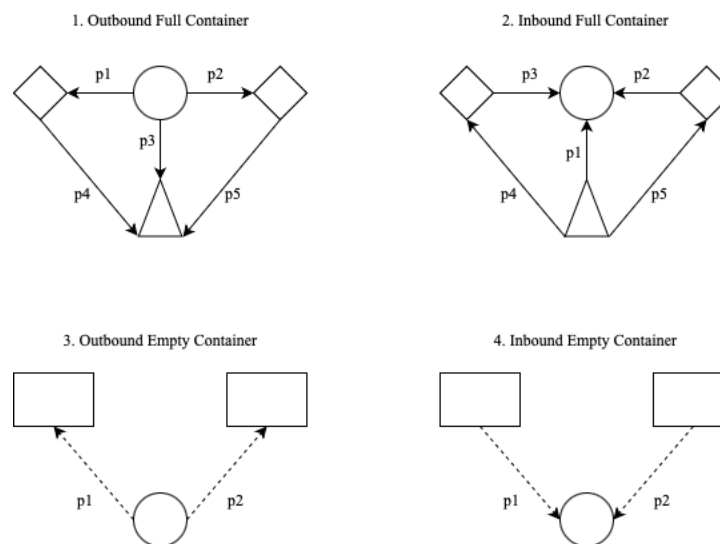 1. Outbound Full Container
2. Inbound Full Container
p1
p2
p3
p4
p5
p3
p2
p1
p4
p5
3. Outbound Empty Container
4. Inbound Empty Container
p1
p2
p1
p2